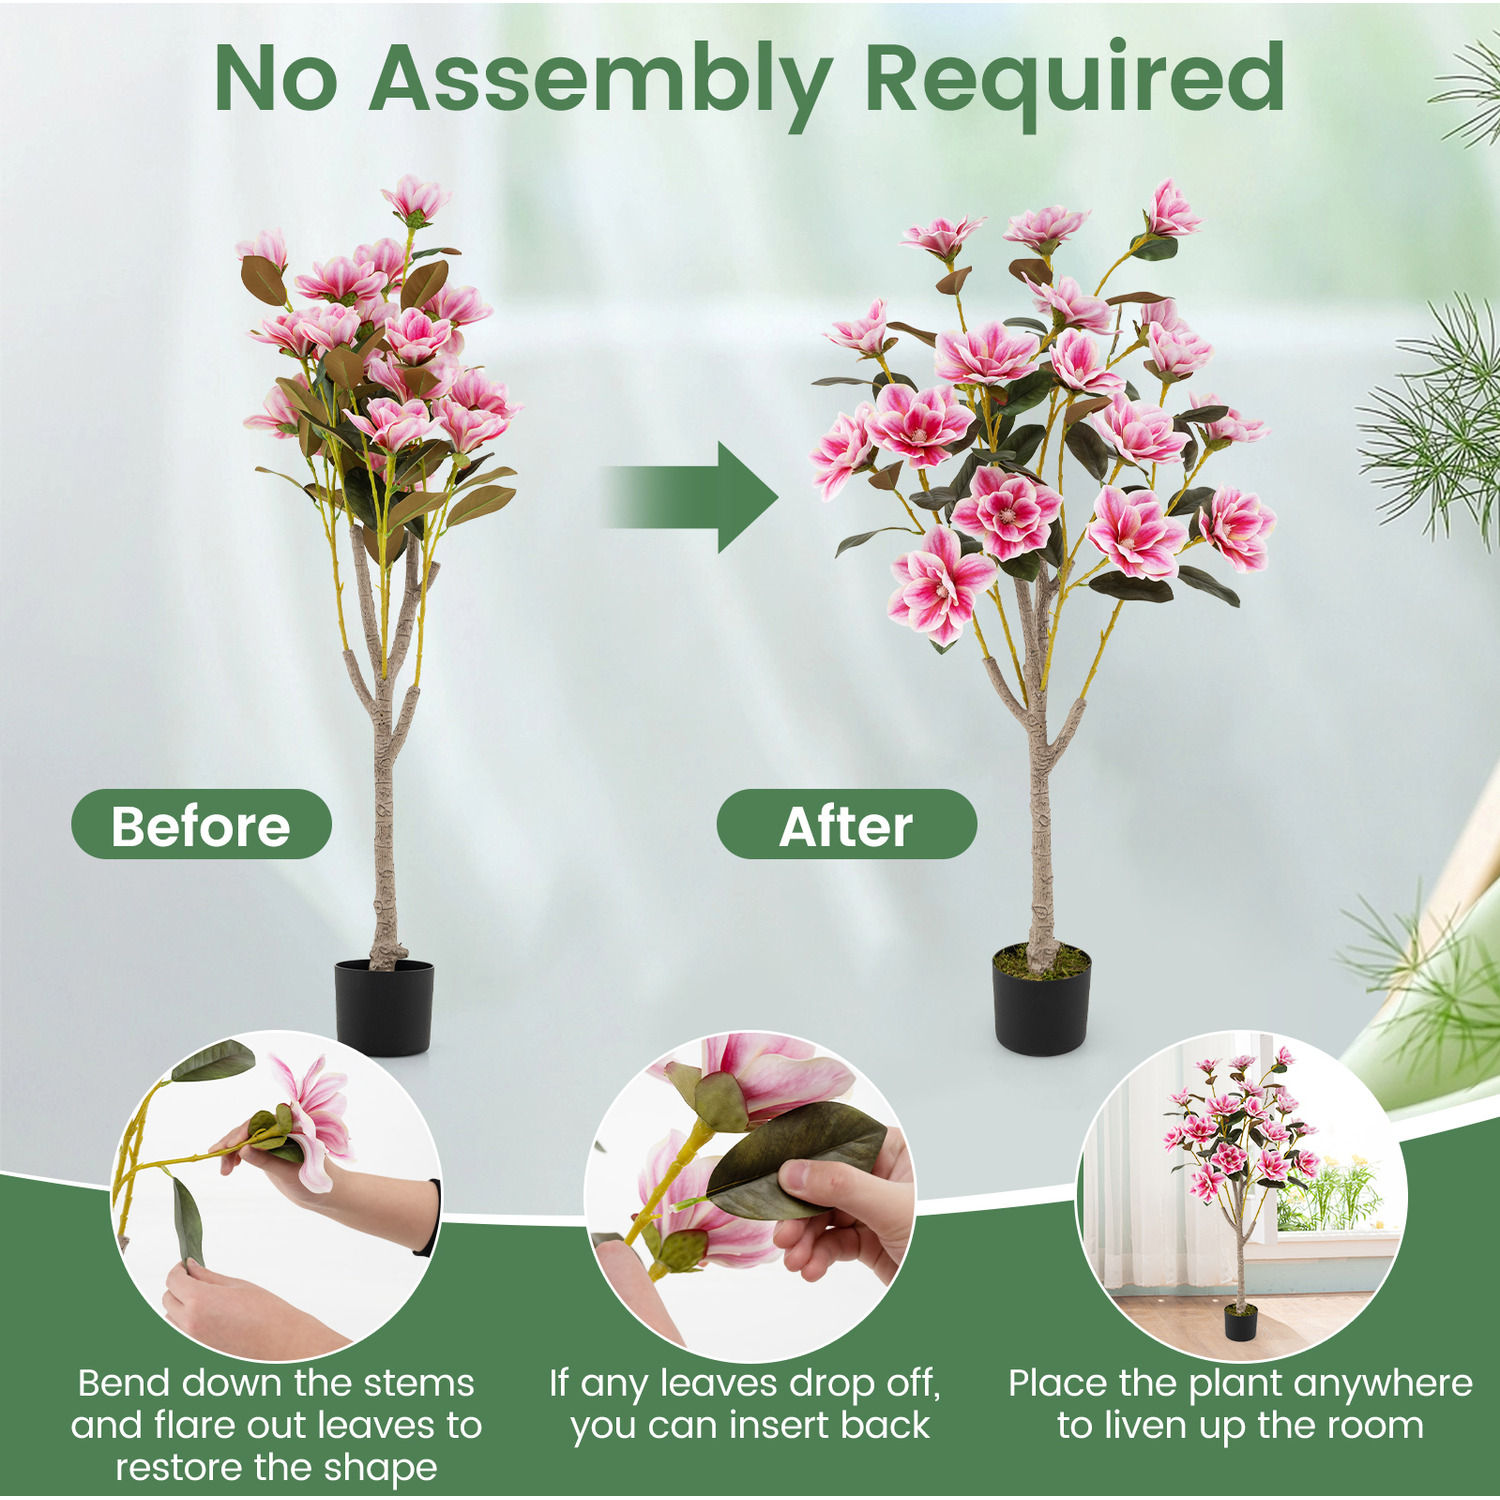 No Assembly Required
Before
After
Bend down the stems
and flare out leaves to
restore the shape
If any leaves drop off,
you can insert back
Place the plant anywhere
to liven up the room